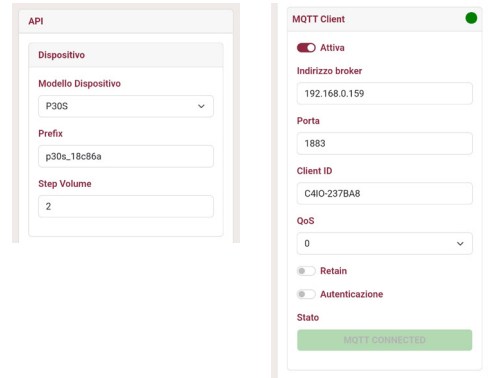 API
Dispositivo
Modello Dispositivo
P30S
Prefix
p30s_18c86a
Step Volume
2
MQTT Client
Attiva
Indirizzo broker
192.168.0.159
Porta
1883
Client ID
C4IO-237BA8
QoS
0
Retain
Autenticazione
Stato
MQTT CONNECTED